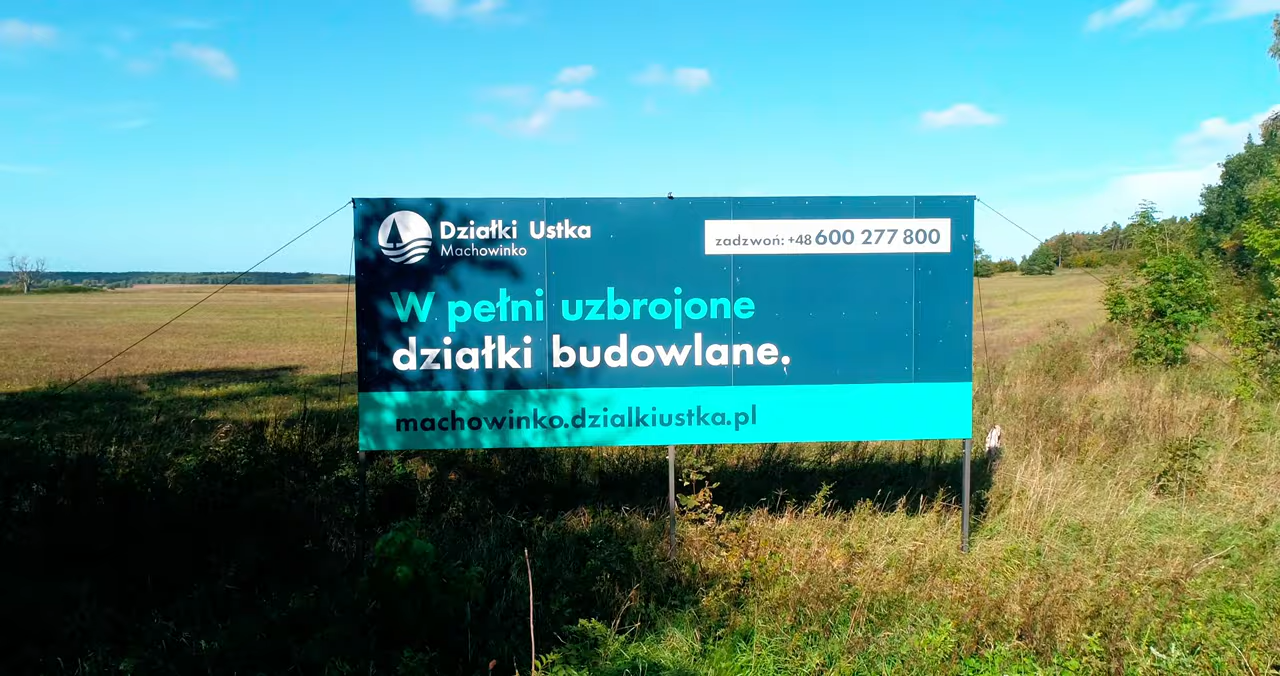 Działki Ustka
Machowinko
zadzwoń: +48 600 277 800
W pełni uzbrojone
działki budowlane.
machowinko.dzialkiustka.pl